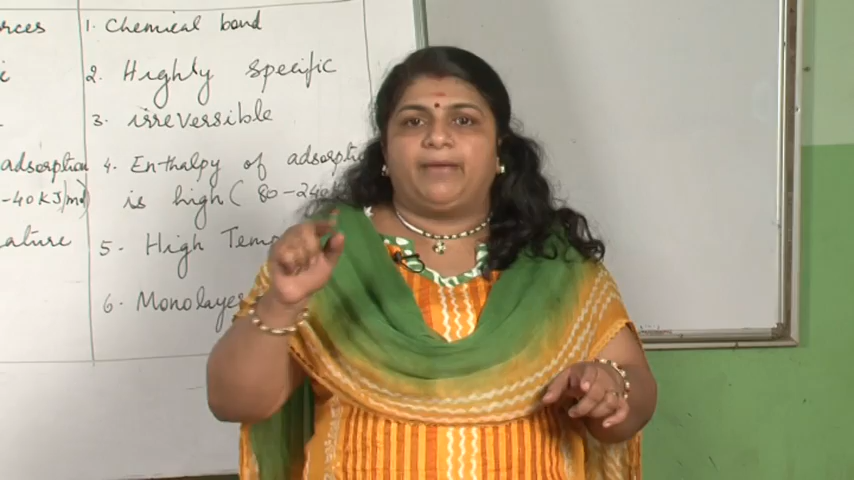 rces
1. Chemical bond
2. Highly specific
3. irreversible
adsorption
4. Enthalpy of adsorption
-40 KJ/mol)
is high (80-240
ature
5. High Temp
6. Monolayer